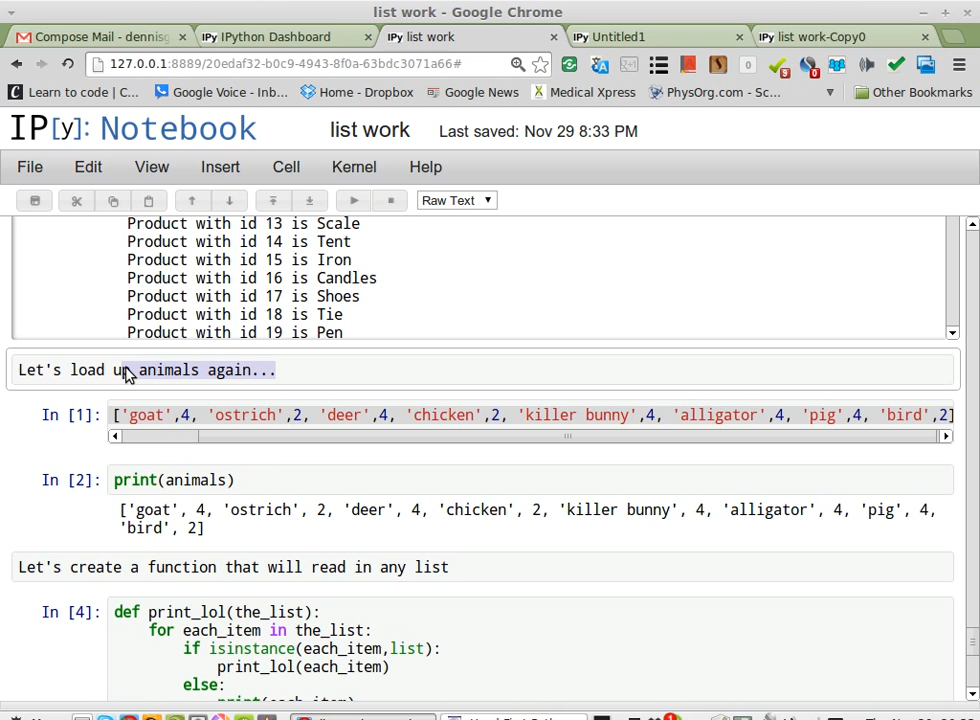 list work - Google Chrome
Compose Mail - dennisg × IPy IPython Dashboard × IPy list work × IPy Untitled1 × IPy list work-Copy0 ×
127.0.0.1:8889/20edaf32-b0c9-4943-8f0a-63bdc3071a66#
Learn to code | C... Google Voice - Inb... Home - Dropbox Google News Medical Xpress PhysOrg.com - Sc... Other Bookmarks
IP[y]: Notebook list work Last saved: Nov 29 8:33 PM
File Edit View Insert Cell Kernel Help
Raw Text
Product with id 13 is Scale
Product with id 14 is Tent
Product with id 15 is Iron
Product with id 16 is Candles
Product with id 17 is Shoes
Product with id 18 is Tie
Product with id 19 is Pen
Let's load up animals again...
In [1]: ['goat',4, 'ostrich',2, 'deer',4, 'chicken',2, 'killer bunny',4, 'alligator',4, 'pig',4, 'bird',2]
In [2]: print(animals)
['goat', 4, 'ostrich', 2, 'deer', 4, 'chicken', 2, 'killer bunny', 4, 'alligator', 4, 'pig', 4,
'bird', 2]
Let's create a function that will read in any list
In [4]: def print_lol(the_list):
for each_item in the_list:
if isinstance(each_item,list):
print_lol(each_item)
else:
print(each_item)